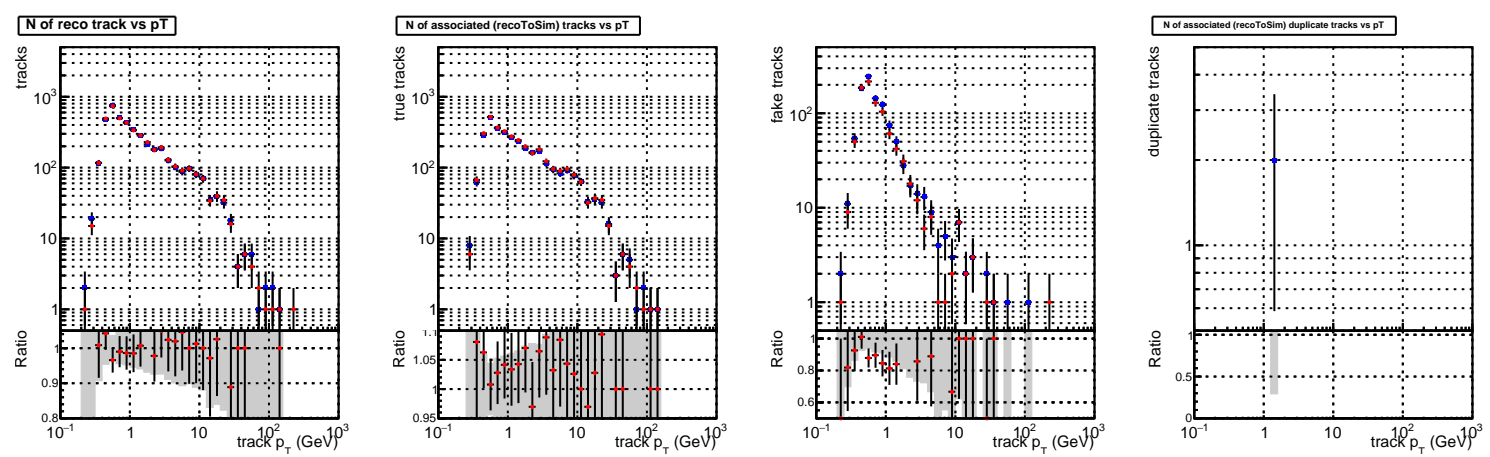 N of reco track vs pT
tracks
10³
10²
10
1
Ratio
1
0.9
0.8
10⁻¹ 1 10 10² 10³
track p_T (GeV)
N of associated (recoToSim) tracks vs pT
true tracks
10³
10²
10
1
Ratio
1.1
1.05
1
0.95
10⁻¹ 1 10 10² 10³
track p_T (GeV)
fake tracks
10²
10
1
Ratio
0.8
0.6
10⁻¹ 1 10 10² 10³
track p_T (GeV)
N of associated (recoToSim) duplicate tracks vs pT
duplicate tracks
1
Ratio
1
0.5
0
10⁻¹ 1 10 10² 10³
track p_T (GeV)